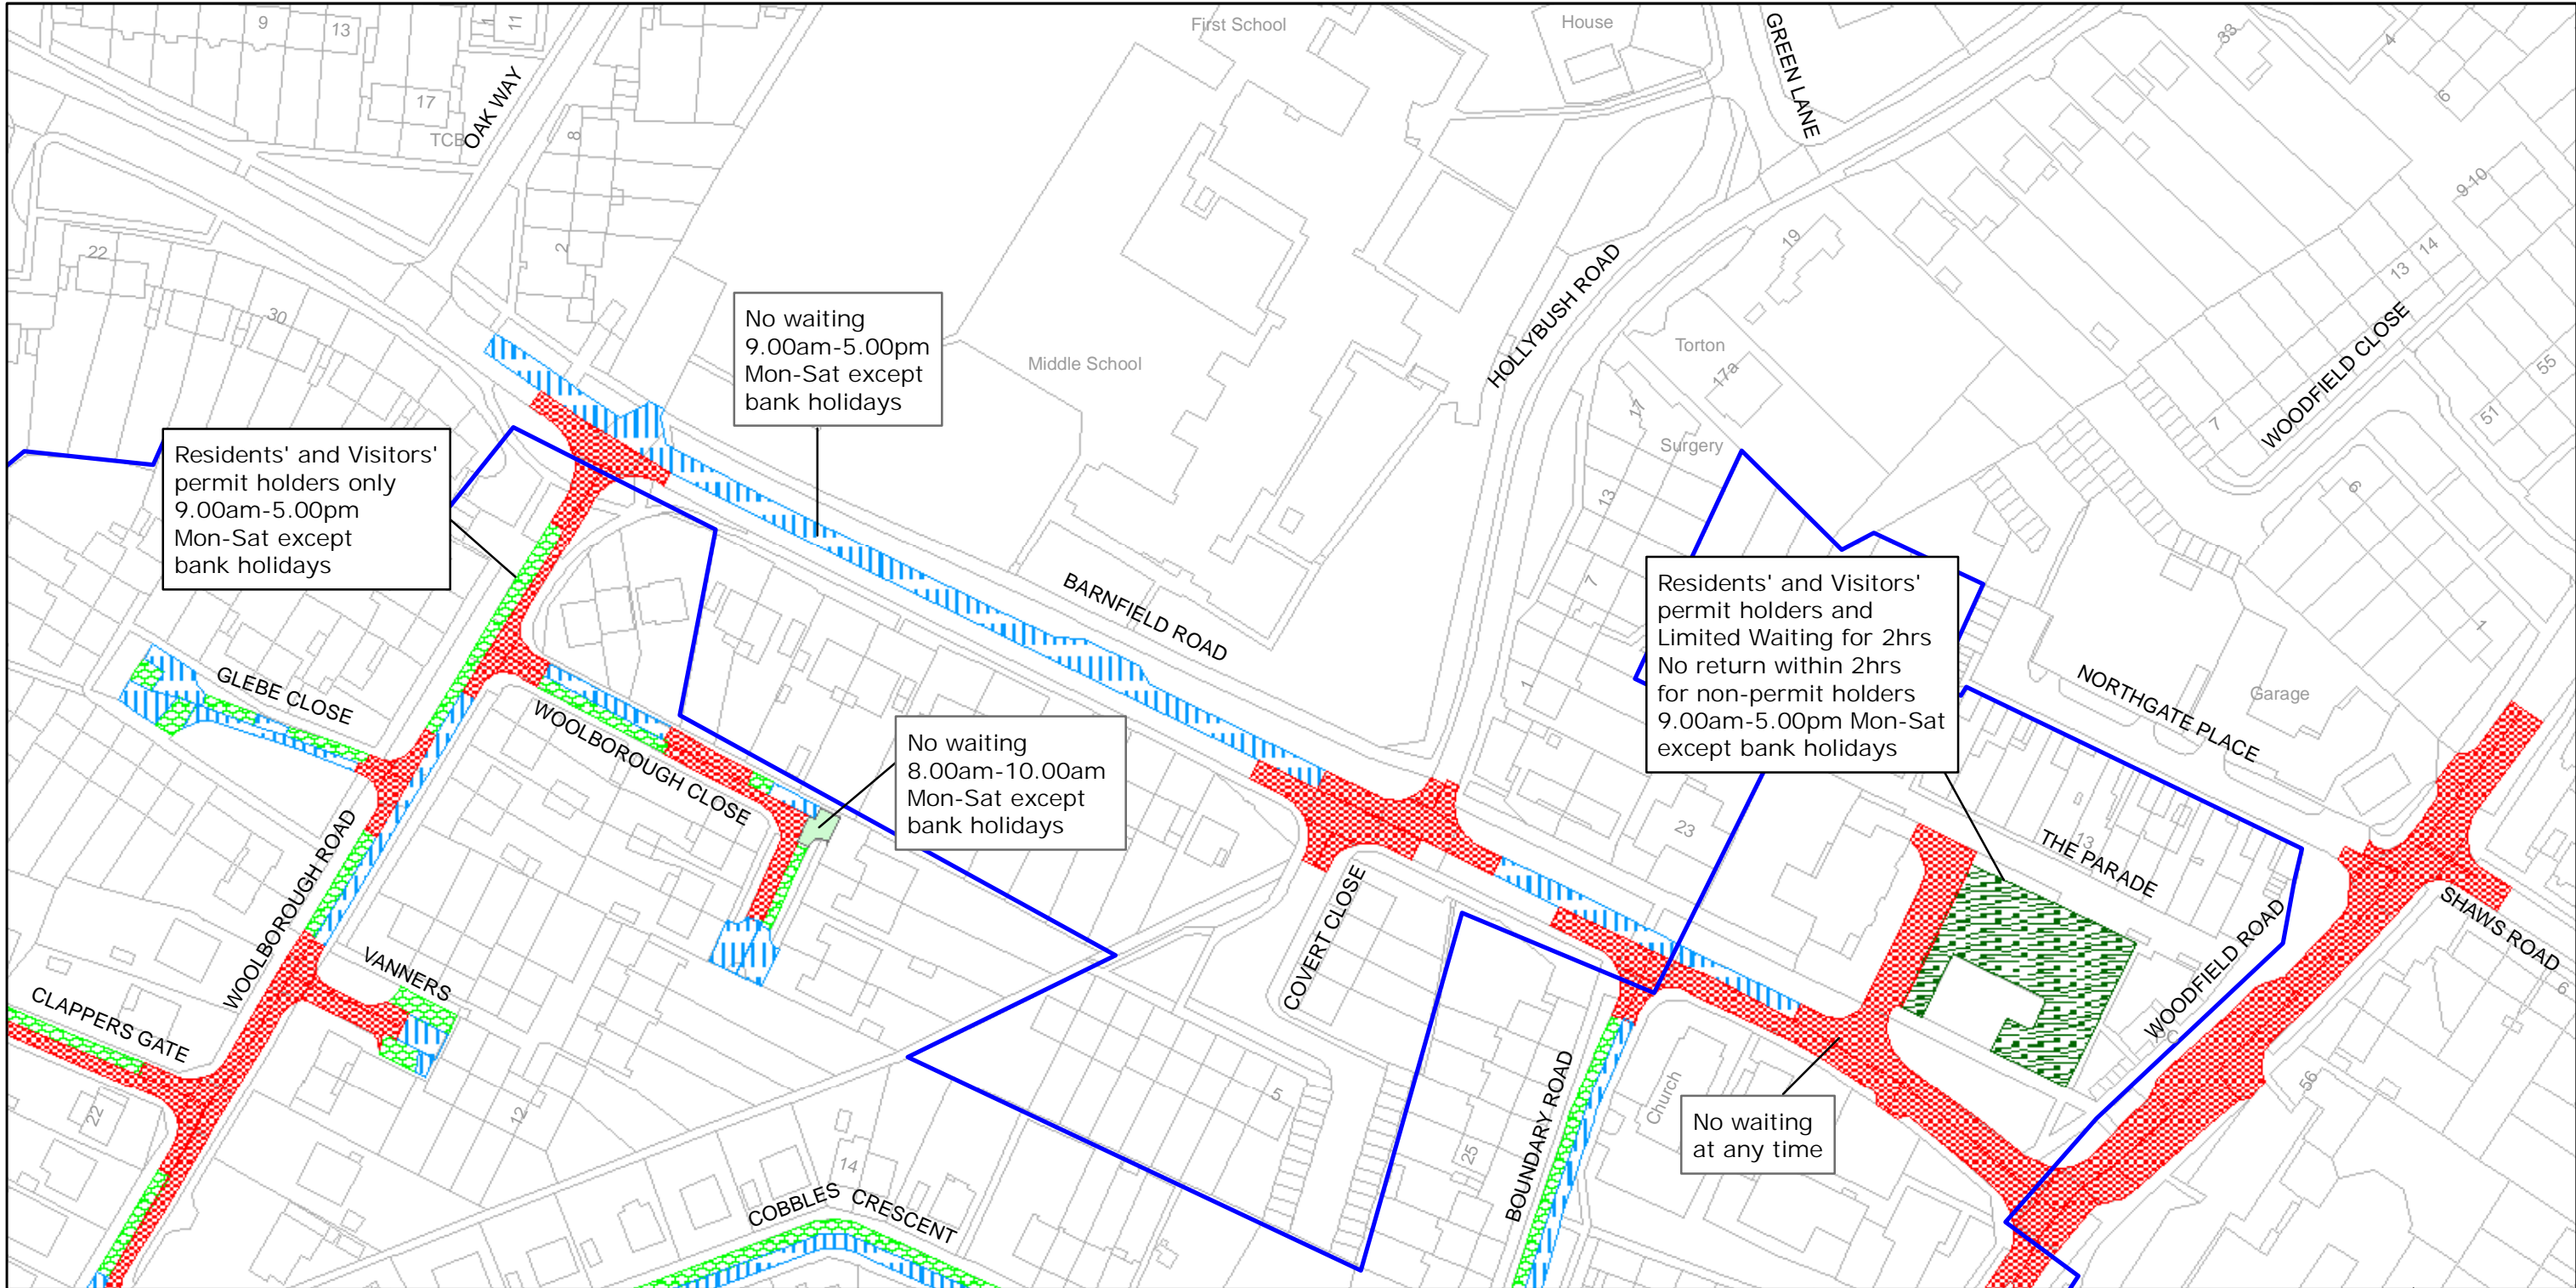 9
13
1
11
First School
House
GREEN LANE
33
4
17
TCB
OAK WAY
8
6
9-10
22
2
HOLLYBUSH ROAD
19
14
13
30
No waiting
9.00am-5.00pm
Mon-Sat except
bank holidays
Middle School
Torton
17a
WOODFIELD CLOSE
55
17
Surgery
7
51
Residents' and Visitors'
permit holders only
9.00am-5.00pm
Mon-Sat except
bank holidays
13
6
7
BARNFIELD ROAD
Residents' and Visitors'
permit holders and
Limited Waiting for 2hrs
No return within 2hrs
for non-permit holders
9.00am-5.00pm Mon-Sat
except bank holidays
1
1
GLEBE CLOSE
NORTHGATE PLACE
Garage
WOOLBOROUGH CLOSE
No waiting
8.00am-10.00am
Mon-Sat except
bank holidays
23
13
THE PARADE
WOOLBOROUGH ROAD
COVERT CLOSE
WOODFIELD ROAD
SHAWS ROAD
VANNERS
6
CLAPPERS GATE
22
12
5
BOUNDARY ROAD
Church
56
No waiting
at any time
25
14
COBBLES CRESCENT